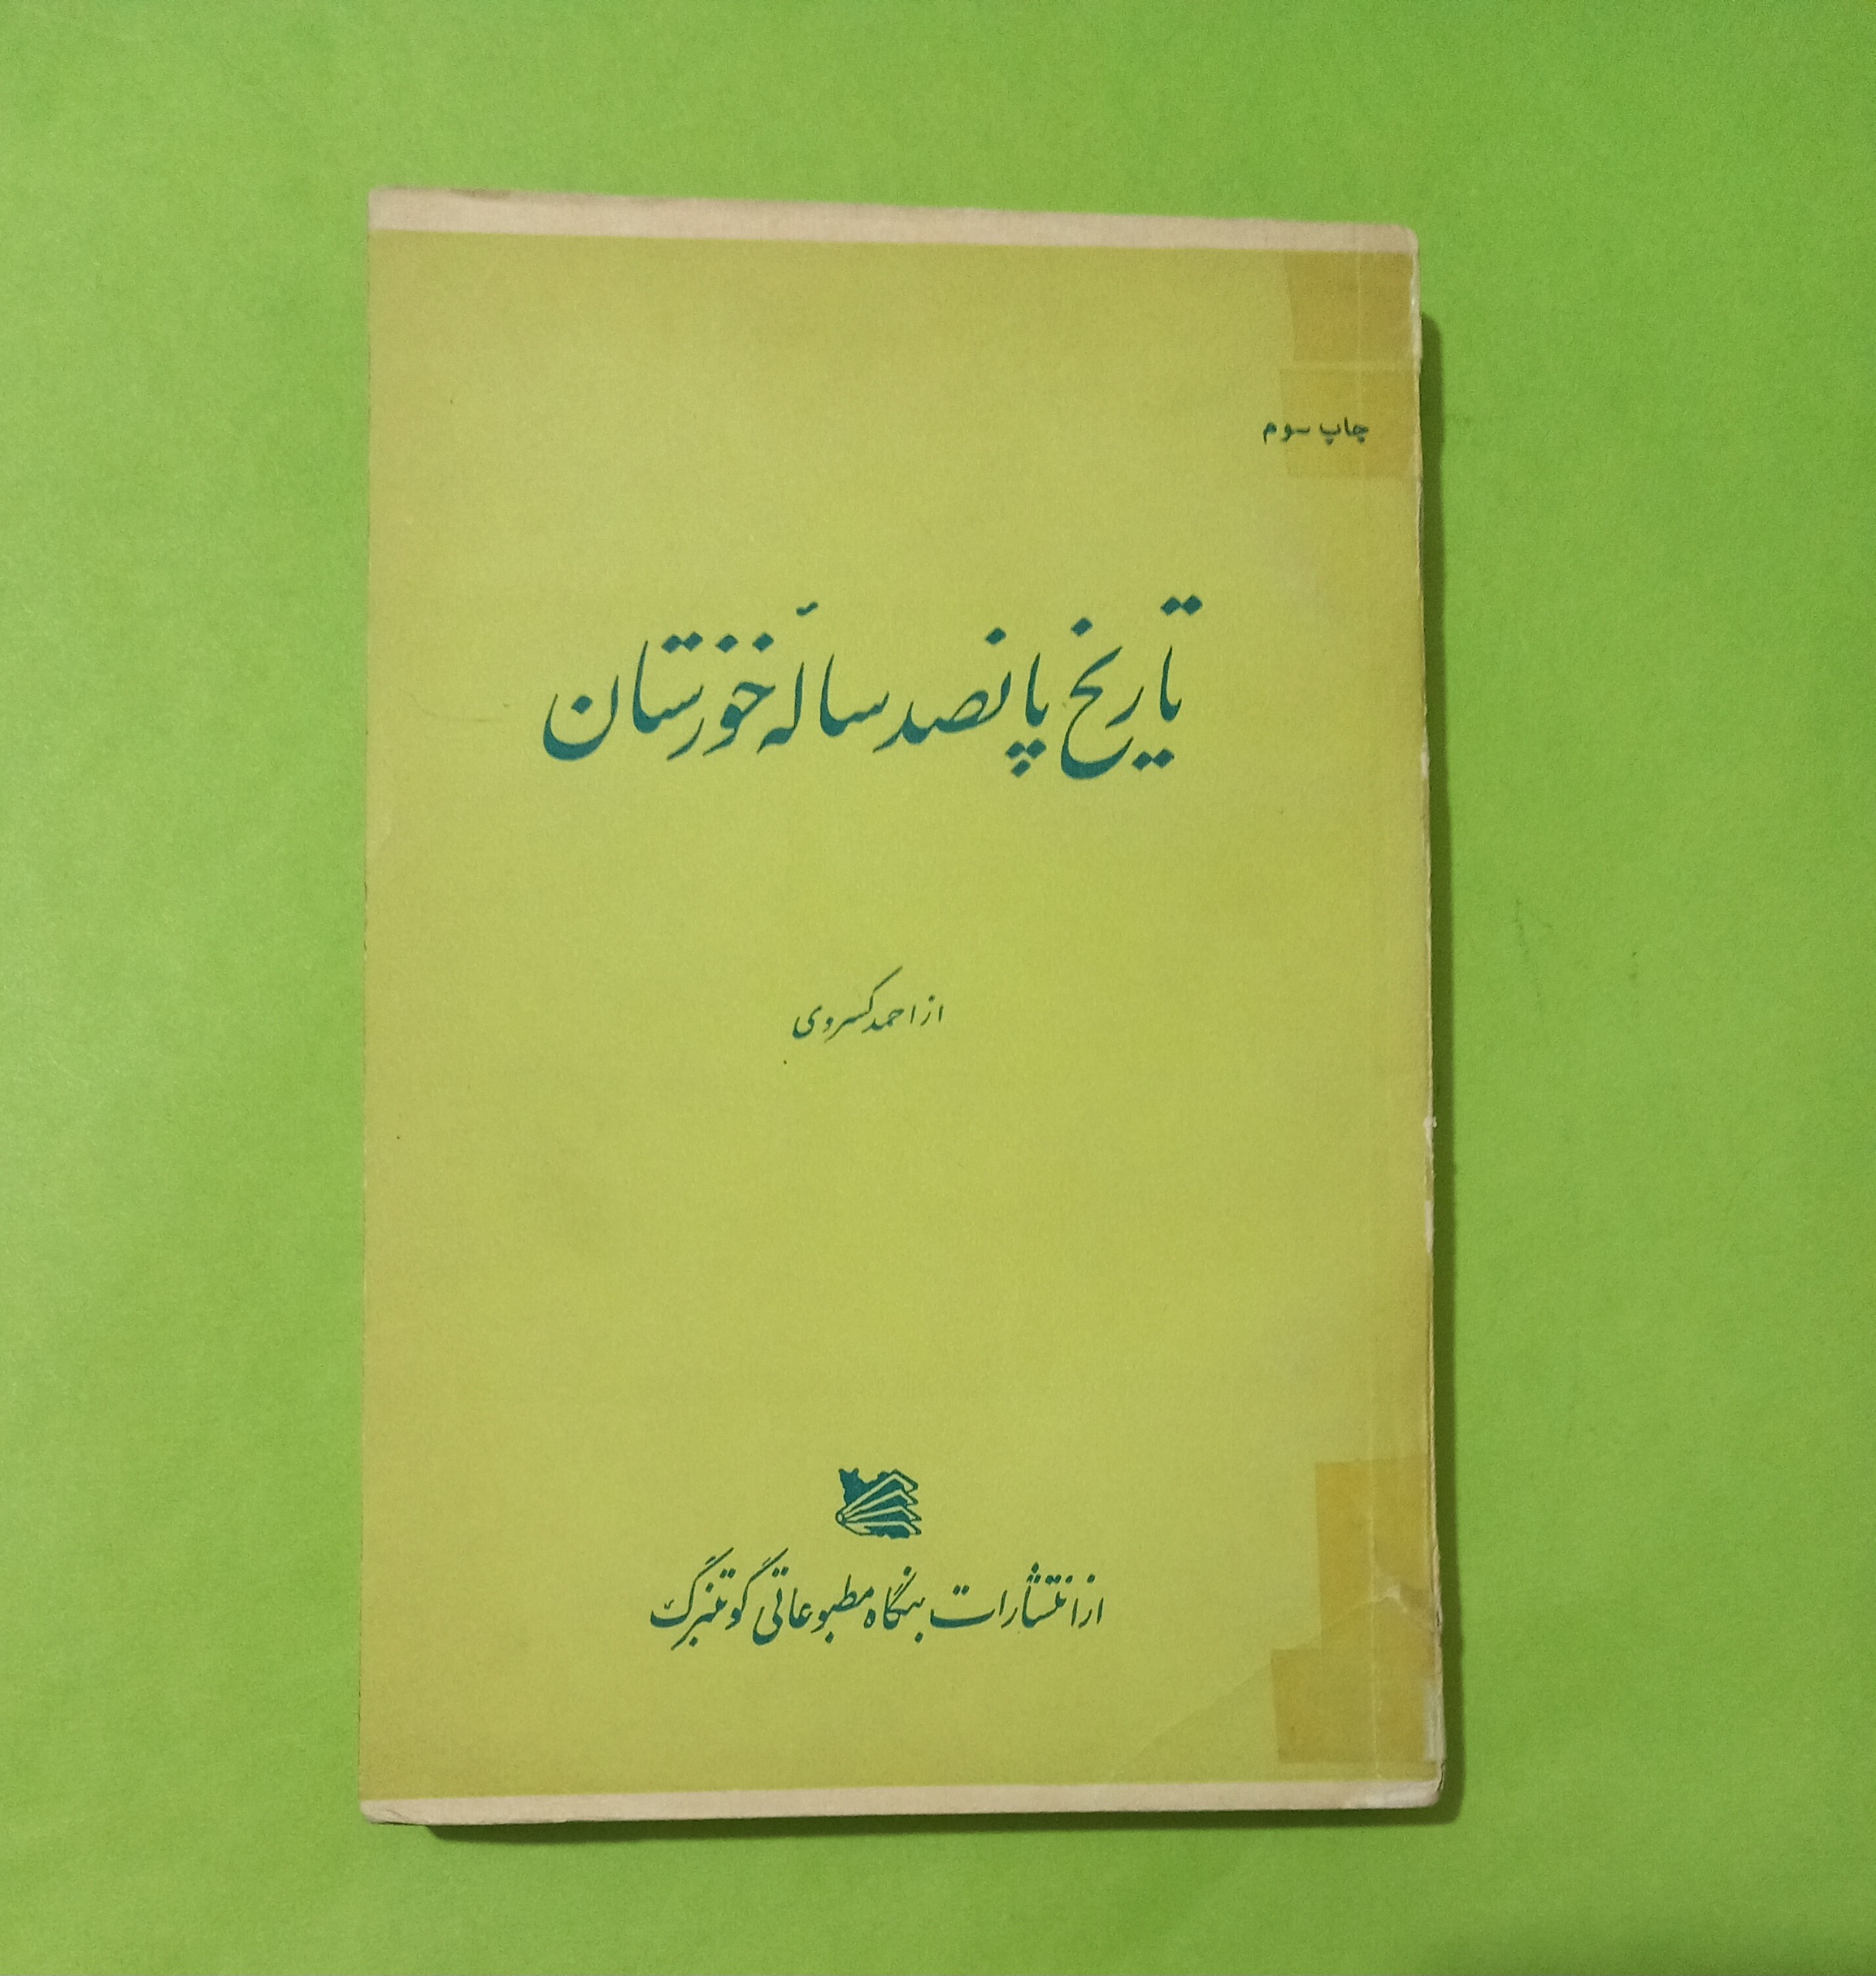 چاپ سوم
تاریخ پانصد سالهٔ خوزستان
از احمد کسروی
از انتشارات بنگاه مطبوعاتی گوتنبرگ